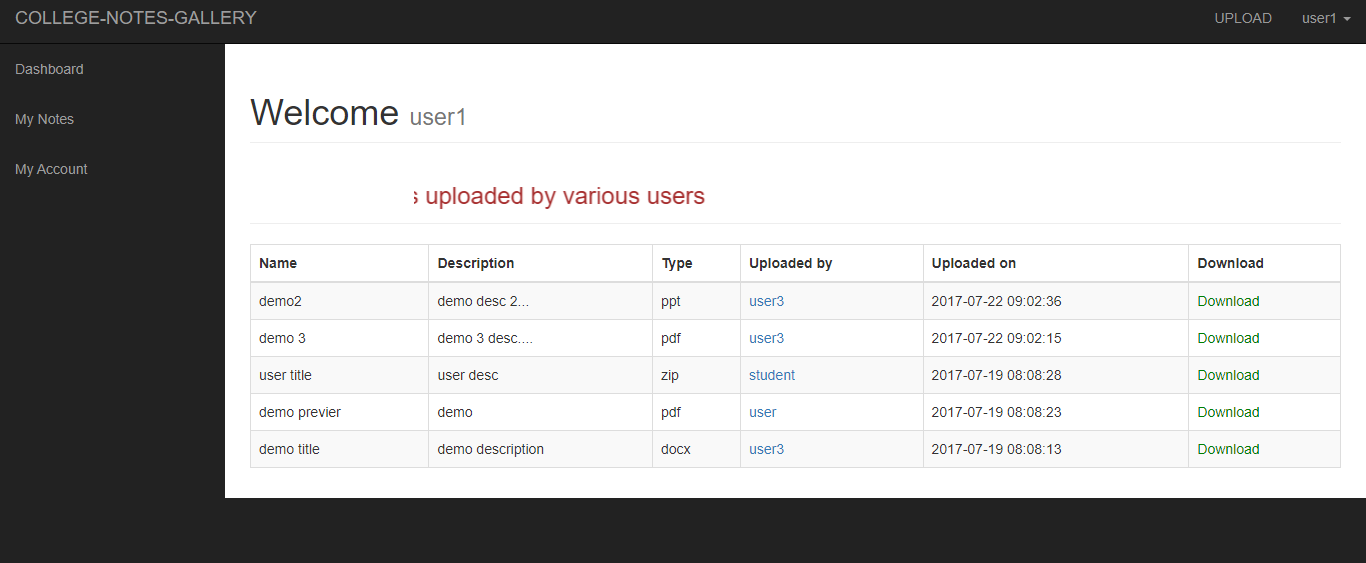 COLLEGE-NOTES-GALLERY UPLOAD user1
Dashboard
My Notes
My Account
Welcome user1
uploaded by various users
Name Description Type Uploaded by Uploaded on Download
demo2 demo desc 2... ppt user3 2017-07-22 09:02:36 Download
demo 3 demo 3 desc.... pdf user3 2017-07-22 09:02:15 Download
user title user desc zip student 2017-07-19 08:08:28 Download
demo previer demo pdf user 2017-07-19 08:08:23 Download
demo title demo description docx user3 2017-07-19 08:08:13 Download